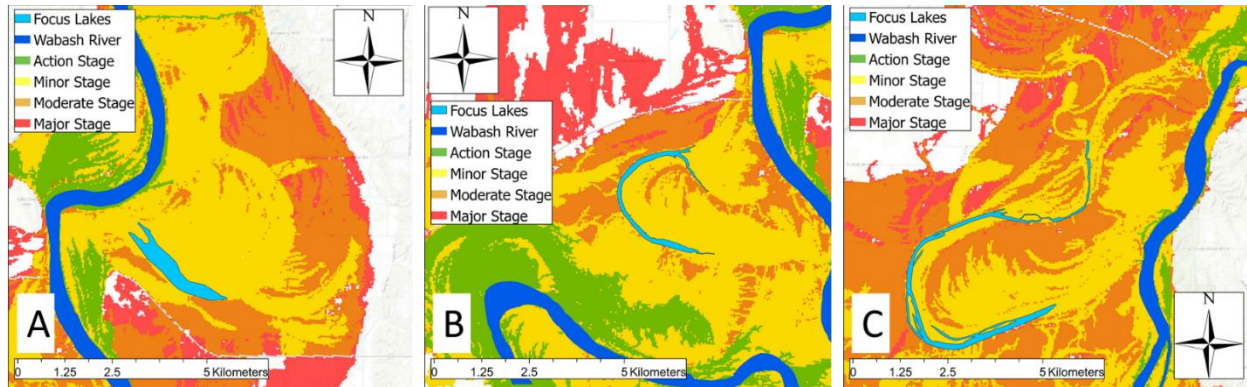 N
Focus Lakes
Wabash River
Action Stage
Minor Stage
Moderate Stage
Major Stage
A
0 1.25 2.5 5 Kilometers
N
Focus Lakes
Wabash River
Action Stage
Minor Stage
Moderate Stage
Major Stage
B
0 1.25 2.5 5 Kilometers
Focus Lakes
Wabash River
Action Stage
Minor Stage
Moderate Stage
Major Stage
C
N
0 1.25 2.5 5 Kilometers